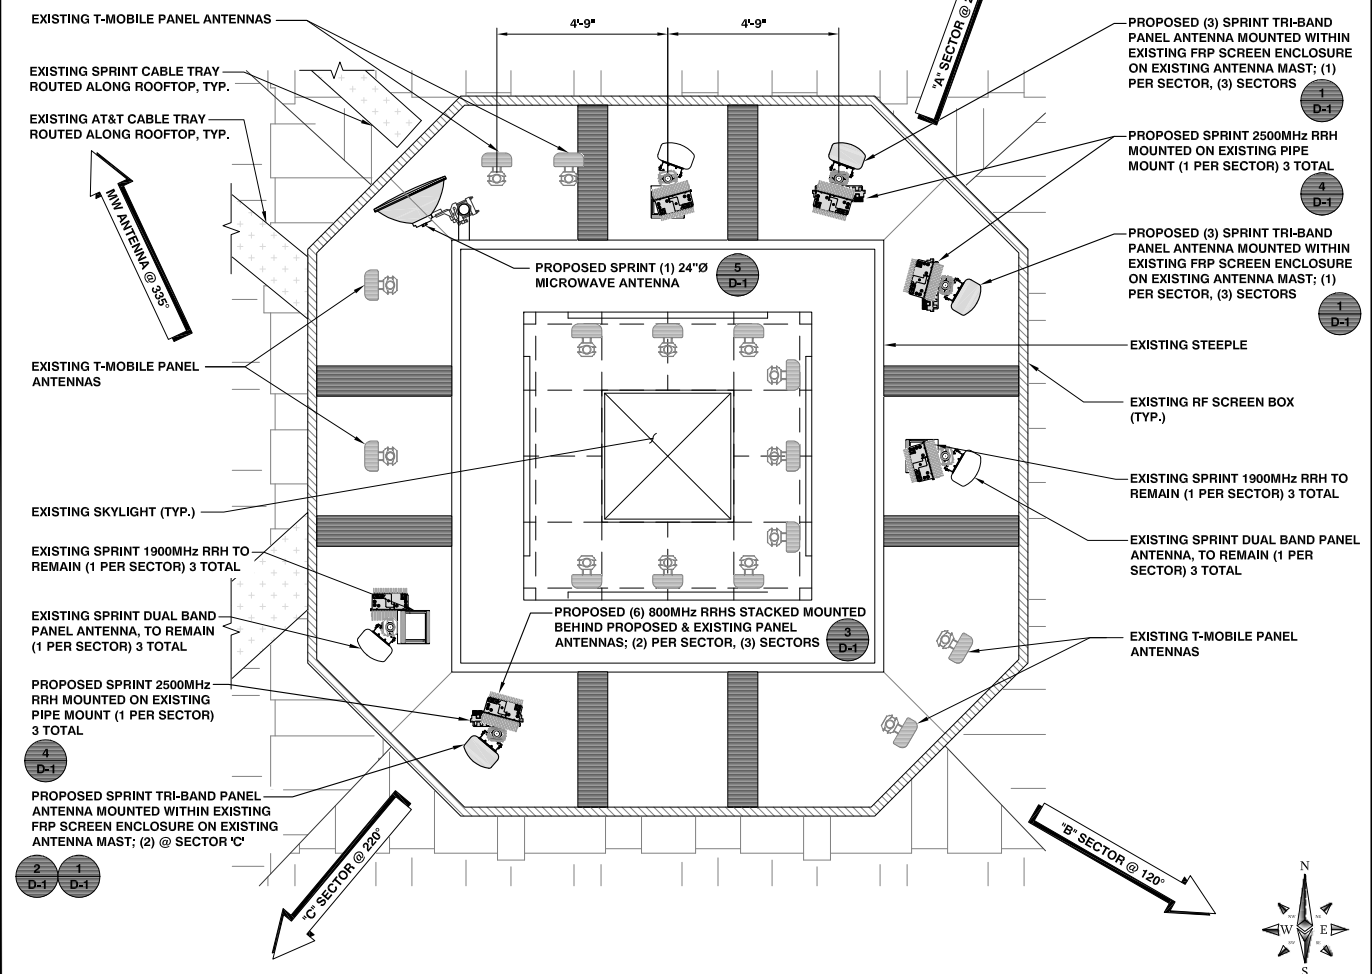 EXISTING T-MOBILE PANEL ANTENNAS
EXISTING SPRINT CABLE TRAY
ROUTED ALONG ROOFTOP, TYP.
EXISTING AT&T CABLE TRAY
ROUTED ALONG ROOFTOP, TYP.
MW ANTENNA @ 335°
EXISTING T-MOBILE PANEL
ANTENNAS
EXISTING SKYLIGHT (TYP.)
EXISTING SPRINT 1900MHz RRH TO
REMAIN (1 PER SECTOR) 3 TOTAL
EXISTING SPRINT DUAL BAND
PANEL ANTENNA, TO REMAIN
(1 PER SECTOR) 3 TOTAL
PROPOSED SPRINT 2500MHz
RRH MOUNTED ON EXISTING
PIPE MOUNT (1 PER SECTOR)
3 TOTAL
4
D-1
PROPOSED SPRINT TRI-BAND PANEL
ANTENNA MOUNTED WITHIN EXISTING
FRP SCREEN ENCLOSURE ON EXISTING
ANTENNA MAST; (2) @ SECTOR 'C'
2
D-1
1
D-1
4'-9"
4'-9"
PROPOSED SPRINT (1) 24"Ø
MICROWAVE ANTENNA
5
D-1
PROPOSED (6) 800MHz RRHS STACKED MOUNTED
BEHIND PROPOSED & EXISTING PANEL
ANTENNAS; (2) PER SECTOR, (3) SECTORS
3
D-1
"C" SECTOR @ 220°
"A" SECTOR @
PROPOSED (3) SPRINT TRI-BAND
PANEL ANTENNA MOUNTED WITHIN
EXISTING FRP SCREEN ENCLOSURE
ON EXISTING ANTENNA MAST; (1)
PER SECTOR, (3) SECTORS
1
D-1
PROPOSED SPRINT 2500MHz RRH
MOUNTED ON EXISTING PIPE
MOUNT (1 PER SECTOR) 3 TOTAL
4
D-1
PROPOSED (3) SPRINT TRI-BAND
PANEL ANTENNA MOUNTED WITHIN
EXISTING FRP SCREEN ENCLOSURE
ON EXISTING ANTENNA MAST; (1)
PER SECTOR, (3) SECTORS
1
D-1
EXISTING STEEPLE
EXISTING RF SCREEN BOX
(TYP.)
EXISTING SPRINT 1900MHz RRH TO
REMAIN (1 PER SECTOR) 3 TOTAL
EXISTING SPRINT DUAL BAND PANEL
ANTENNA, TO REMAIN (1 PER
SECTOR) 3 TOTAL
EXISTING T-MOBILE PANEL
ANTENNAS
"B" SECTOR @ 120°
N
NW NE
W E
SW SE
S